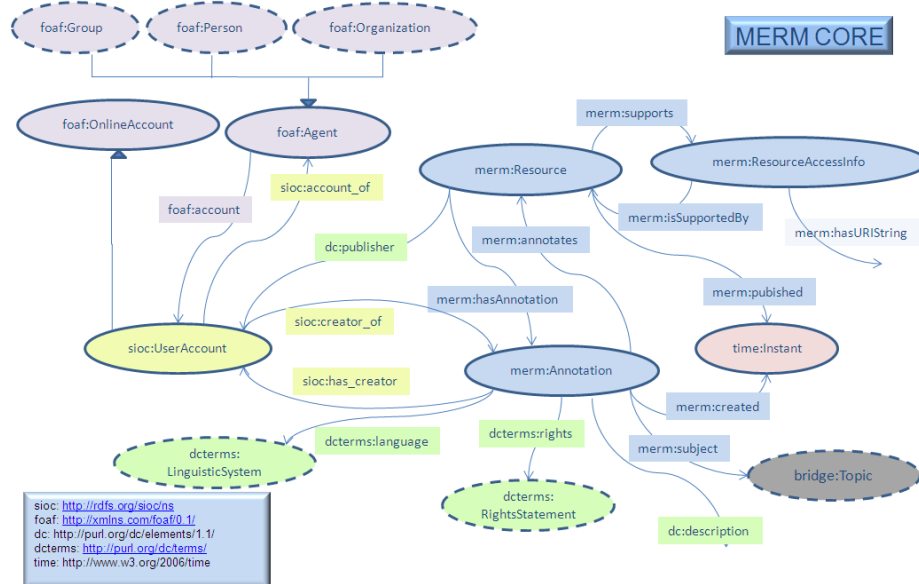 foaf:Group
foaf:Person
foaf:Organization
MERM CORE
foaf:OnlineAccount
foaf:Agent
merm:supports
merm:Resource
merm:ResourceAccessInfo
sioc:account_of
foaf:account
merm:isSupportedBy
merm:hasURIString
dc:publisher
merm:annotates
merm:hasAnnotation
merm:pubished
sioc:creator_of
sioc:UserAccount
time:Instant
merm:Annotation
sioc:has_creator
merm:created
dcterms:language
dcterms:rights
merm:subject
dcterms:
LinguisticSystem
bridge:Topic
dcterms:
RightsStatement
dc:description
sioc: http://rdfs.org/sioc/ns
foaf: http://xmlns.com/foaf/0.1/
dc: http://purl.org/dc/elements/1.1/
dcterms: http://purl.org/dc/terms/
time: http://www.w3.org/2006/time